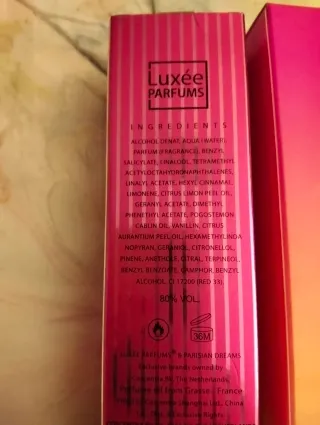 Luxée
PARFUMS
INGREDIENTS
ALCOHOL DENAT, AQUA (WATER),
PARFUM (FRAGRANCE), BENZYL
SALICYLATE, LINALOOL, TETRAMETHYL
ACETYLOCTAHYDRONAPHTHALENES,
LINALYL ACETATE, HEXYL CINNAMAL,
LIMONENE, CITRUS LIMON PEEL OIL,
GERANYL ACETATE, DIMETHYL
PHENETHYL ACETATE, POGOSTEMON
CABLIN OIL, VANILLIN, CITRUS
AURANTIUM PEEL OIL, HEXAMETHYLINDA
NOPYRAN, GERANIOL, CITRONELLOL,
PINENE, ANETHOLE, CITRAL, TERPINEOL,
BENZYL BENZOATE, CAMPHOR, BENZYL
ALCOHOL, CI 17200 (RED 33).
80% VOL.
36M
LUXÉE PARFUMS® & PARISIAN DREAMS
Exclusive brands owned by
The Netherlands
Grasse - France
China
Rights